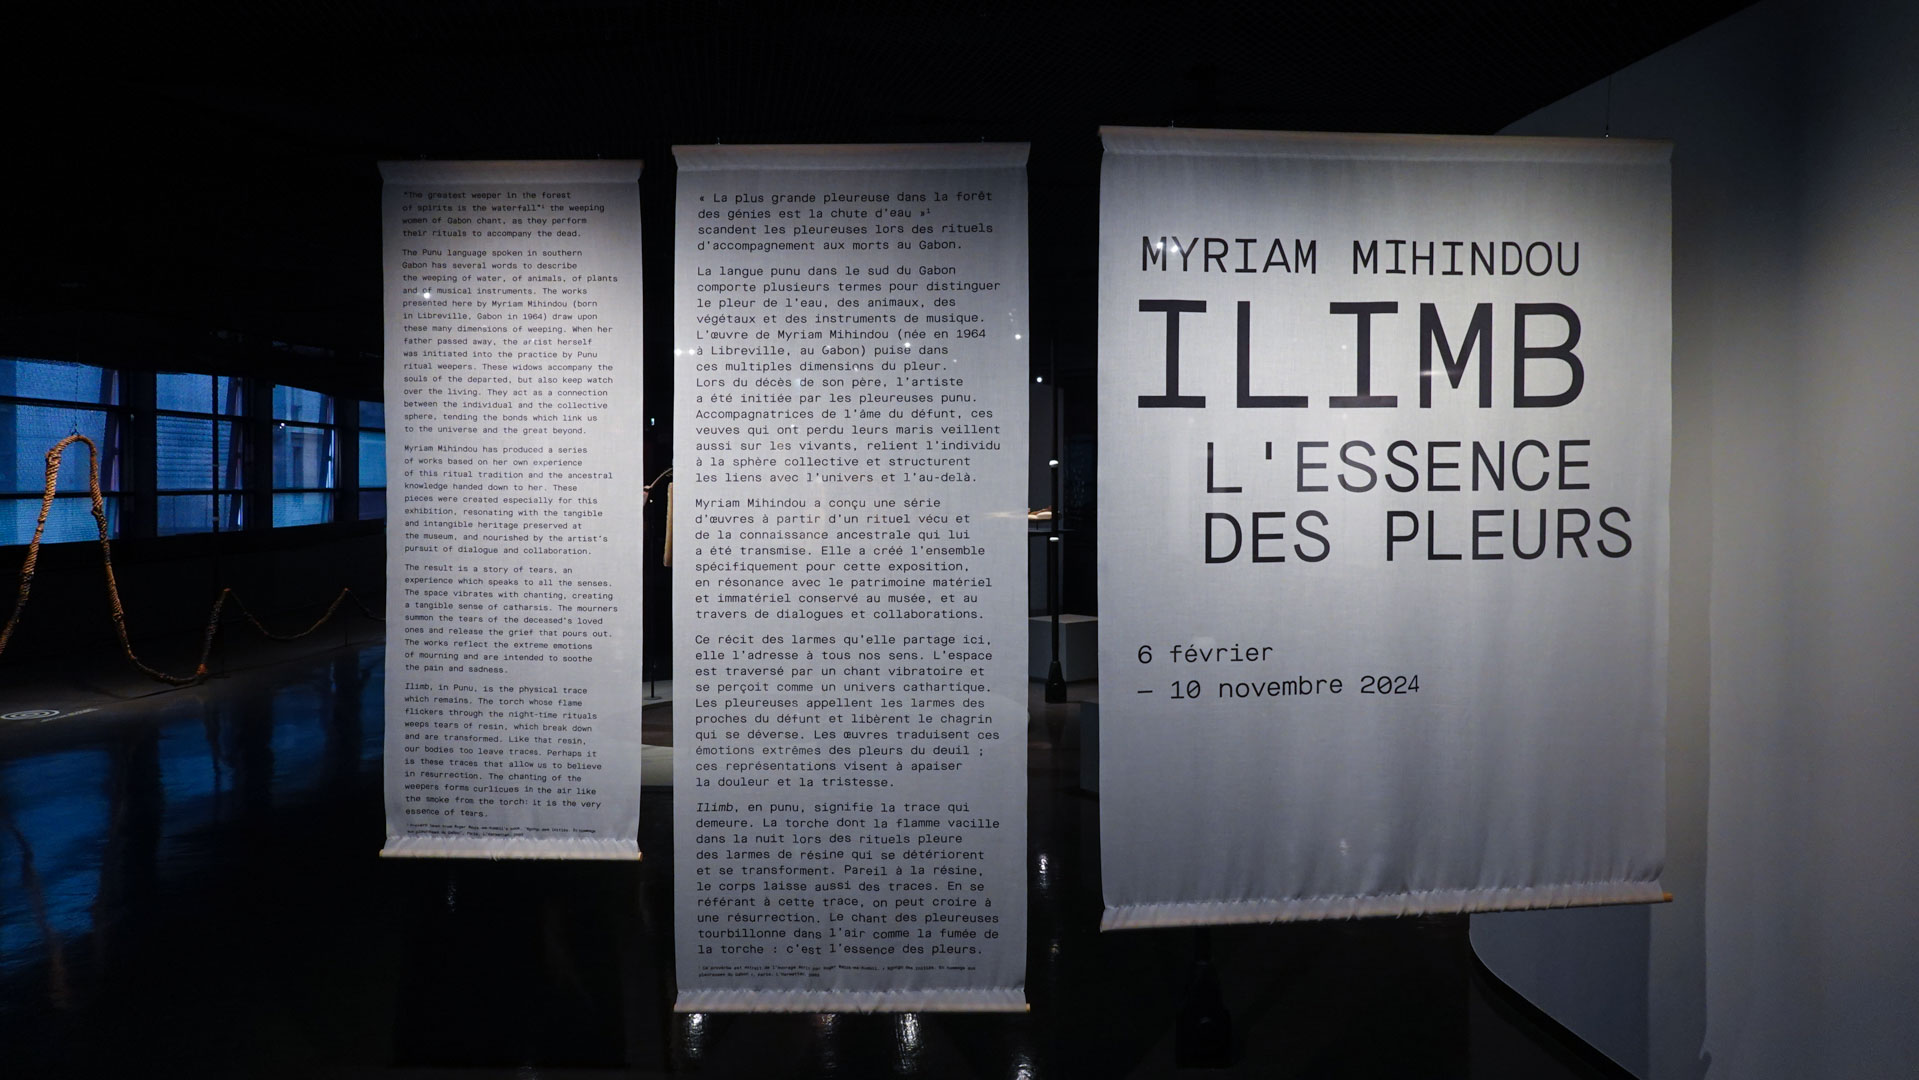 "The greatest weeper in the forest
of spirits is the waterfall"¹ the weeping
women of Gabon chant, as they perform
their rituals to accompany the dead.
The Punu language spoken in southern
Gabon has several words to describe
the weeping of water, of animals, of plants
and of musical instruments. The works
presented here by Myriam Mihindou (born
in Libreville, Gabon in 1964) draw upon
these many dimensions of weeping. When her
father passed away, the artist herself
was initiated into the practice by Punu
ritual weepers. These widows accompany the
souls of the departed, but also keep watch
over the living. They act as a connection
between the individual and the collective
sphere, tending the bonds which link us
to the universe and the great beyond.
Myriam Mihindou has produced a series
of works based on her own experience
of this ritual tradition and the ancestral
knowledge handed down to her. These
pieces were created especially for this
exhibition, resonating with the tangible
and intangible heritage preserved at
the museum, and nourished by the artist's
pursuit of dialogue and collaboration.
The result is a story of tears, an
experience which speaks to all the senses.
The space vibrates with chanting, creating
a tangible sense of catharsis. The mourners
summon the tears of the deceased's loved
ones and release the grief that pours out.
The works reflect the extreme emotions
of mourning and are intended to soothe
the pain and sadness.
Ilimb, in Punu, is the physical trace
which remains. The torch whose flame
flickers through the night-time rituals
weeps tears of resin, which break down
and are transformed. Like that resin,
our bodies too leave traces. Perhaps it
is these traces that allow us to believe
in resurrection. The chanting of the
weepers forms curlicues in the air like
the smoke from the torch: it is the very
essence of tears.
« La plus grande pleureuse dans la forêt
des génies est la chute d'eau »¹
scandent les pleureuses lors des rituels
d'accompagnement aux morts au Gabon.
La langue punu dans le sud du Gabon
comporte plusieurs termes pour distinguer
le pleur de l'eau, des animaux, des
végétaux et des instruments de musique.
L'œuvre de Myriam Mihindou (née en 1964
à Libreville, au Gabon) puise dans
ces multiples dimensions du pleur.
Lors du décès de son père, l'artiste
a été initiée par les pleureuses punu.
Accompagnatrices de l'âme du défunt, ces
veuves qui ont perdu leurs maris veillent
aussi sur les vivants, relient l'individu
à la sphère collective et structurent
les liens avec l'univers et l'au-delà.
Myriam Mihindou a conçu une série
d'œuvres à partir d'un rituel vécu et
de la connaissance ancestrale qui lui
a été transmise. Elle a créé l'ensemble
spécifiquement pour cette exposition,
en résonance avec le patrimoine matériel
et immatériel conservé au musée, et au
travers de dialogues et collaborations.
Ce récit des larmes qu'elle partage ici,
elle l'adresse à tous nos sens. L'espace
est traversé par un chant vibratoire et
se perçoit comme un univers cathartique.
Les pleureuses appellent les larmes des
proches du défunt et libèrent le chagrin
qui se déverse. Les œuvres traduisent ces
émotions extrêmes des pleurs du deuil ;
ces représentations visent à apaiser
la douleur et la tristesse.
Ilimb, en punu, signifie la trace qui
demeure. La torche dont la flamme vacille
dans la nuit lors des rituels pleure
des larmes de résine qui se détériorent
et se transforment. Pareil à la résine,
le corps laisse aussi des traces. En se
référant à cette trace, on peut croire à
une résurrection. Le chant des pleureuses
tourbillonne dans l'air comme la fumée de
la torche : c'est l'essence des pleurs.
MYRIAM MIHINDOU
ILIMB
L'ESSENCE
DES PLEURS
6 février
– 10 novembre 2024